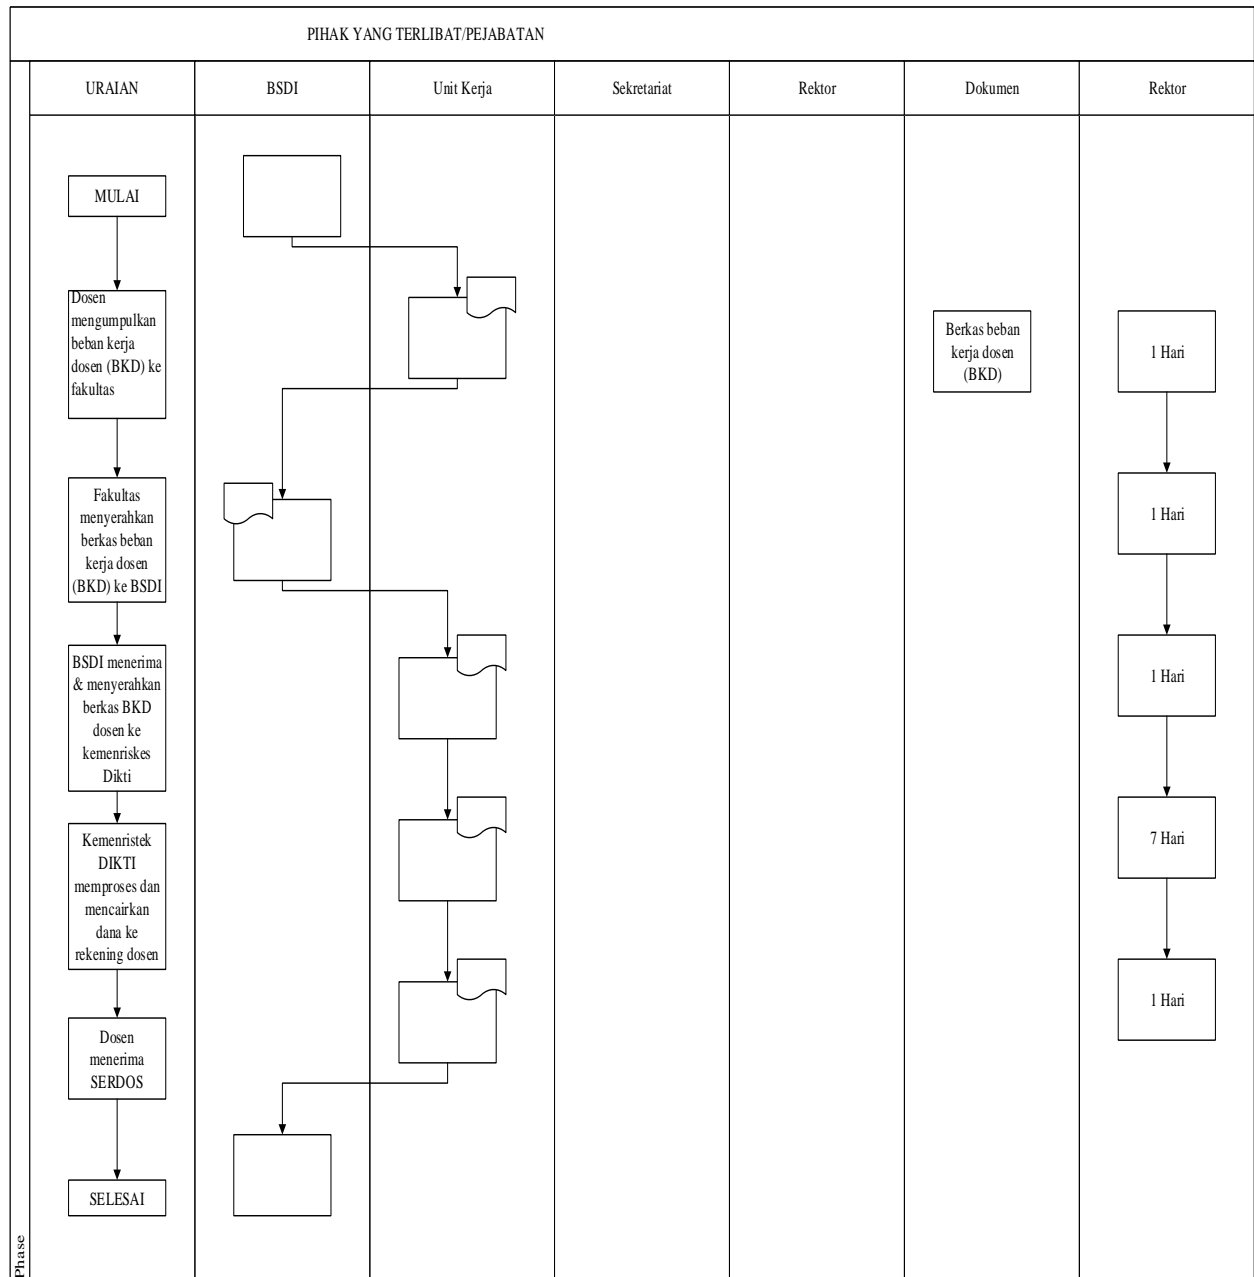 PIHAK YANG TERLIBAT/PEJABATAN
URAIAN
BSDI
Unit Kerja
Sekretariat
Rektor
Dokumen
Rektor
MULAI
Dosen
mengumpulkan
beban kerja
dosen (BKD) ke
fakultas
Berkas beban
kerja dosen
(BKD)
1 Hari
Fakultas
menyerahkan
berkas beban
kerja dosen
(BKD) ke BSDI
1 Hari
BSDI menerima
& menyerahkan
berkas BKD
dosen ke
kemenriskes
Dikti
1 Hari
Kemenristek
DIKTI
memproses dan
mencairkan
dana ke
rekening dosen
7 Hari
Dosen
menerima
SERDOS
1 Hari
SELESAI
Phase